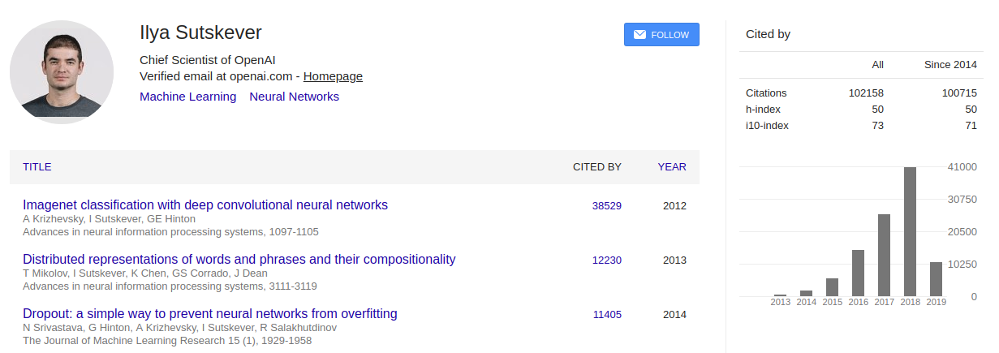 Ilya Sutskever
FOLLOW
Chief Scientist of OpenAI
Verified email at openai.com - Homepage
Machine Learning Neural Networks
TITLE CITED BY YEAR
Imagenet classification with deep convolutional neural networks 38529 2012
A Krizhevsky, I Sutskever, GE Hinton
Advances in neural information processing systems, 1097-1105
Distributed representations of words and phrases and their compositionality 12230 2013
T Mikolov, I Sutskever, K Chen, GS Corrado, J Dean
Advances in neural information processing systems, 3111-3119
Dropout: a simple way to prevent neural networks from overfitting 11405 2014
N Srivastava, G Hinton, A Krizhevsky, I Sutskever, R Salakhutdinov
The Journal of Machine Learning Research 15 (1), 1929-1958
Cited by
All Since 2014
Citations 102158 100715
h-index 50 50
i10-index 73 71
41000
30750
20500
10250
0
2013 2014 2015 2016 2017 2018 2019